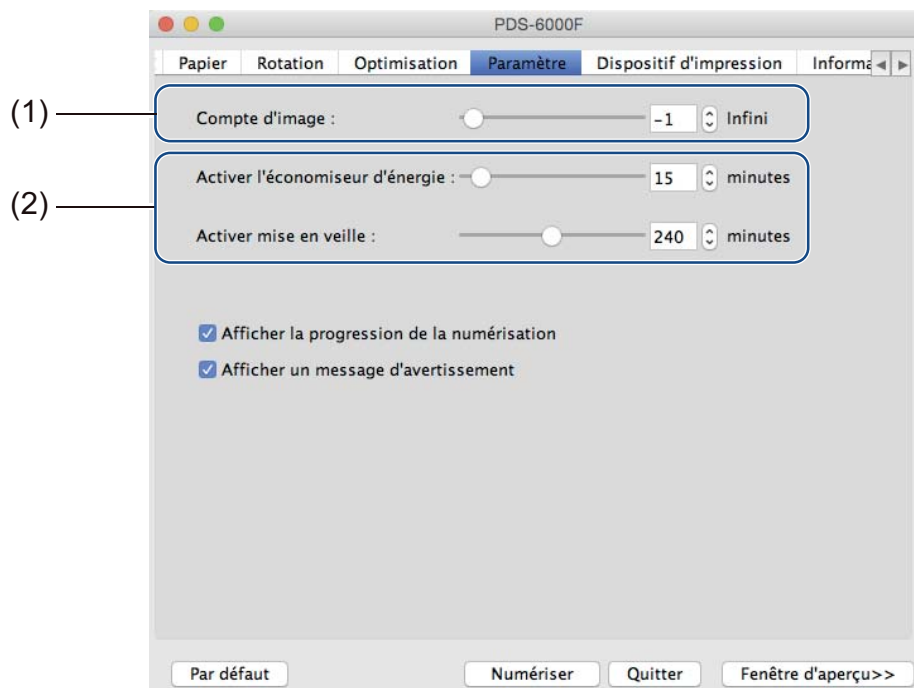 PDS-6000F
Papier Rotation Optimisation Paramètre Dispositif d'impression Informa
(1)
Compte d'image : -1 Infini
(2)
Activer l'économiseur d'énergie : 15 minutes
Activer mise en veille : 240 minutes
Afficher la progression de la numérisation
Afficher un message d'avertissement
Par défaut Numériser Quitter Fenêtre d'aperçu>>